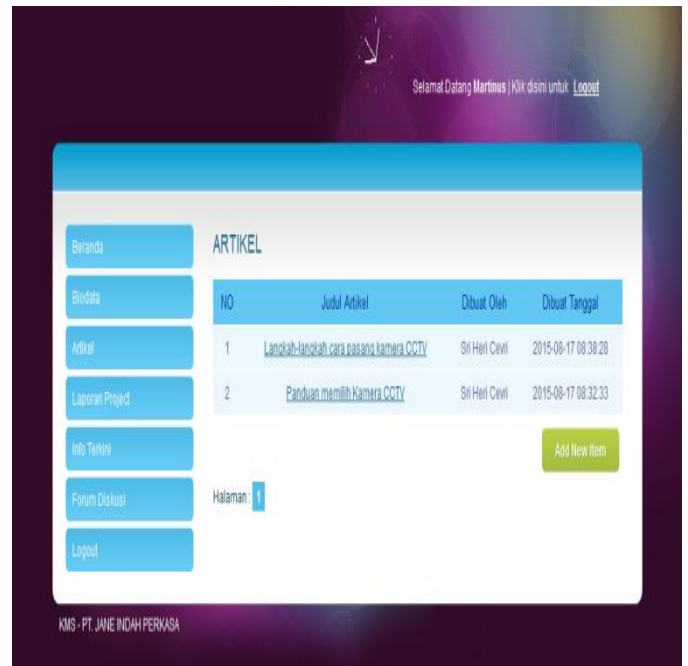 Selamat Datang Martinus | Klik disini untuk Logout
Beranda
Biodata
Artikel
Laporan Project
Info Terkini
Forum Diskusi
Logout
ARTIKEL
NO Judul Artikel Dibuat Oleh Dibuat Tanggal
1 Langkah-langkah cara pasang kamera CCTV Sri Heri Cevri 2015-08-17 08:38:28
2 Panduan memilih Kamera CCTV Sri Heri Cevri 2015-08-17 08:32:33
Add New Item
Halaman : 1
KMS - PT. JANE INDAH PERKASA